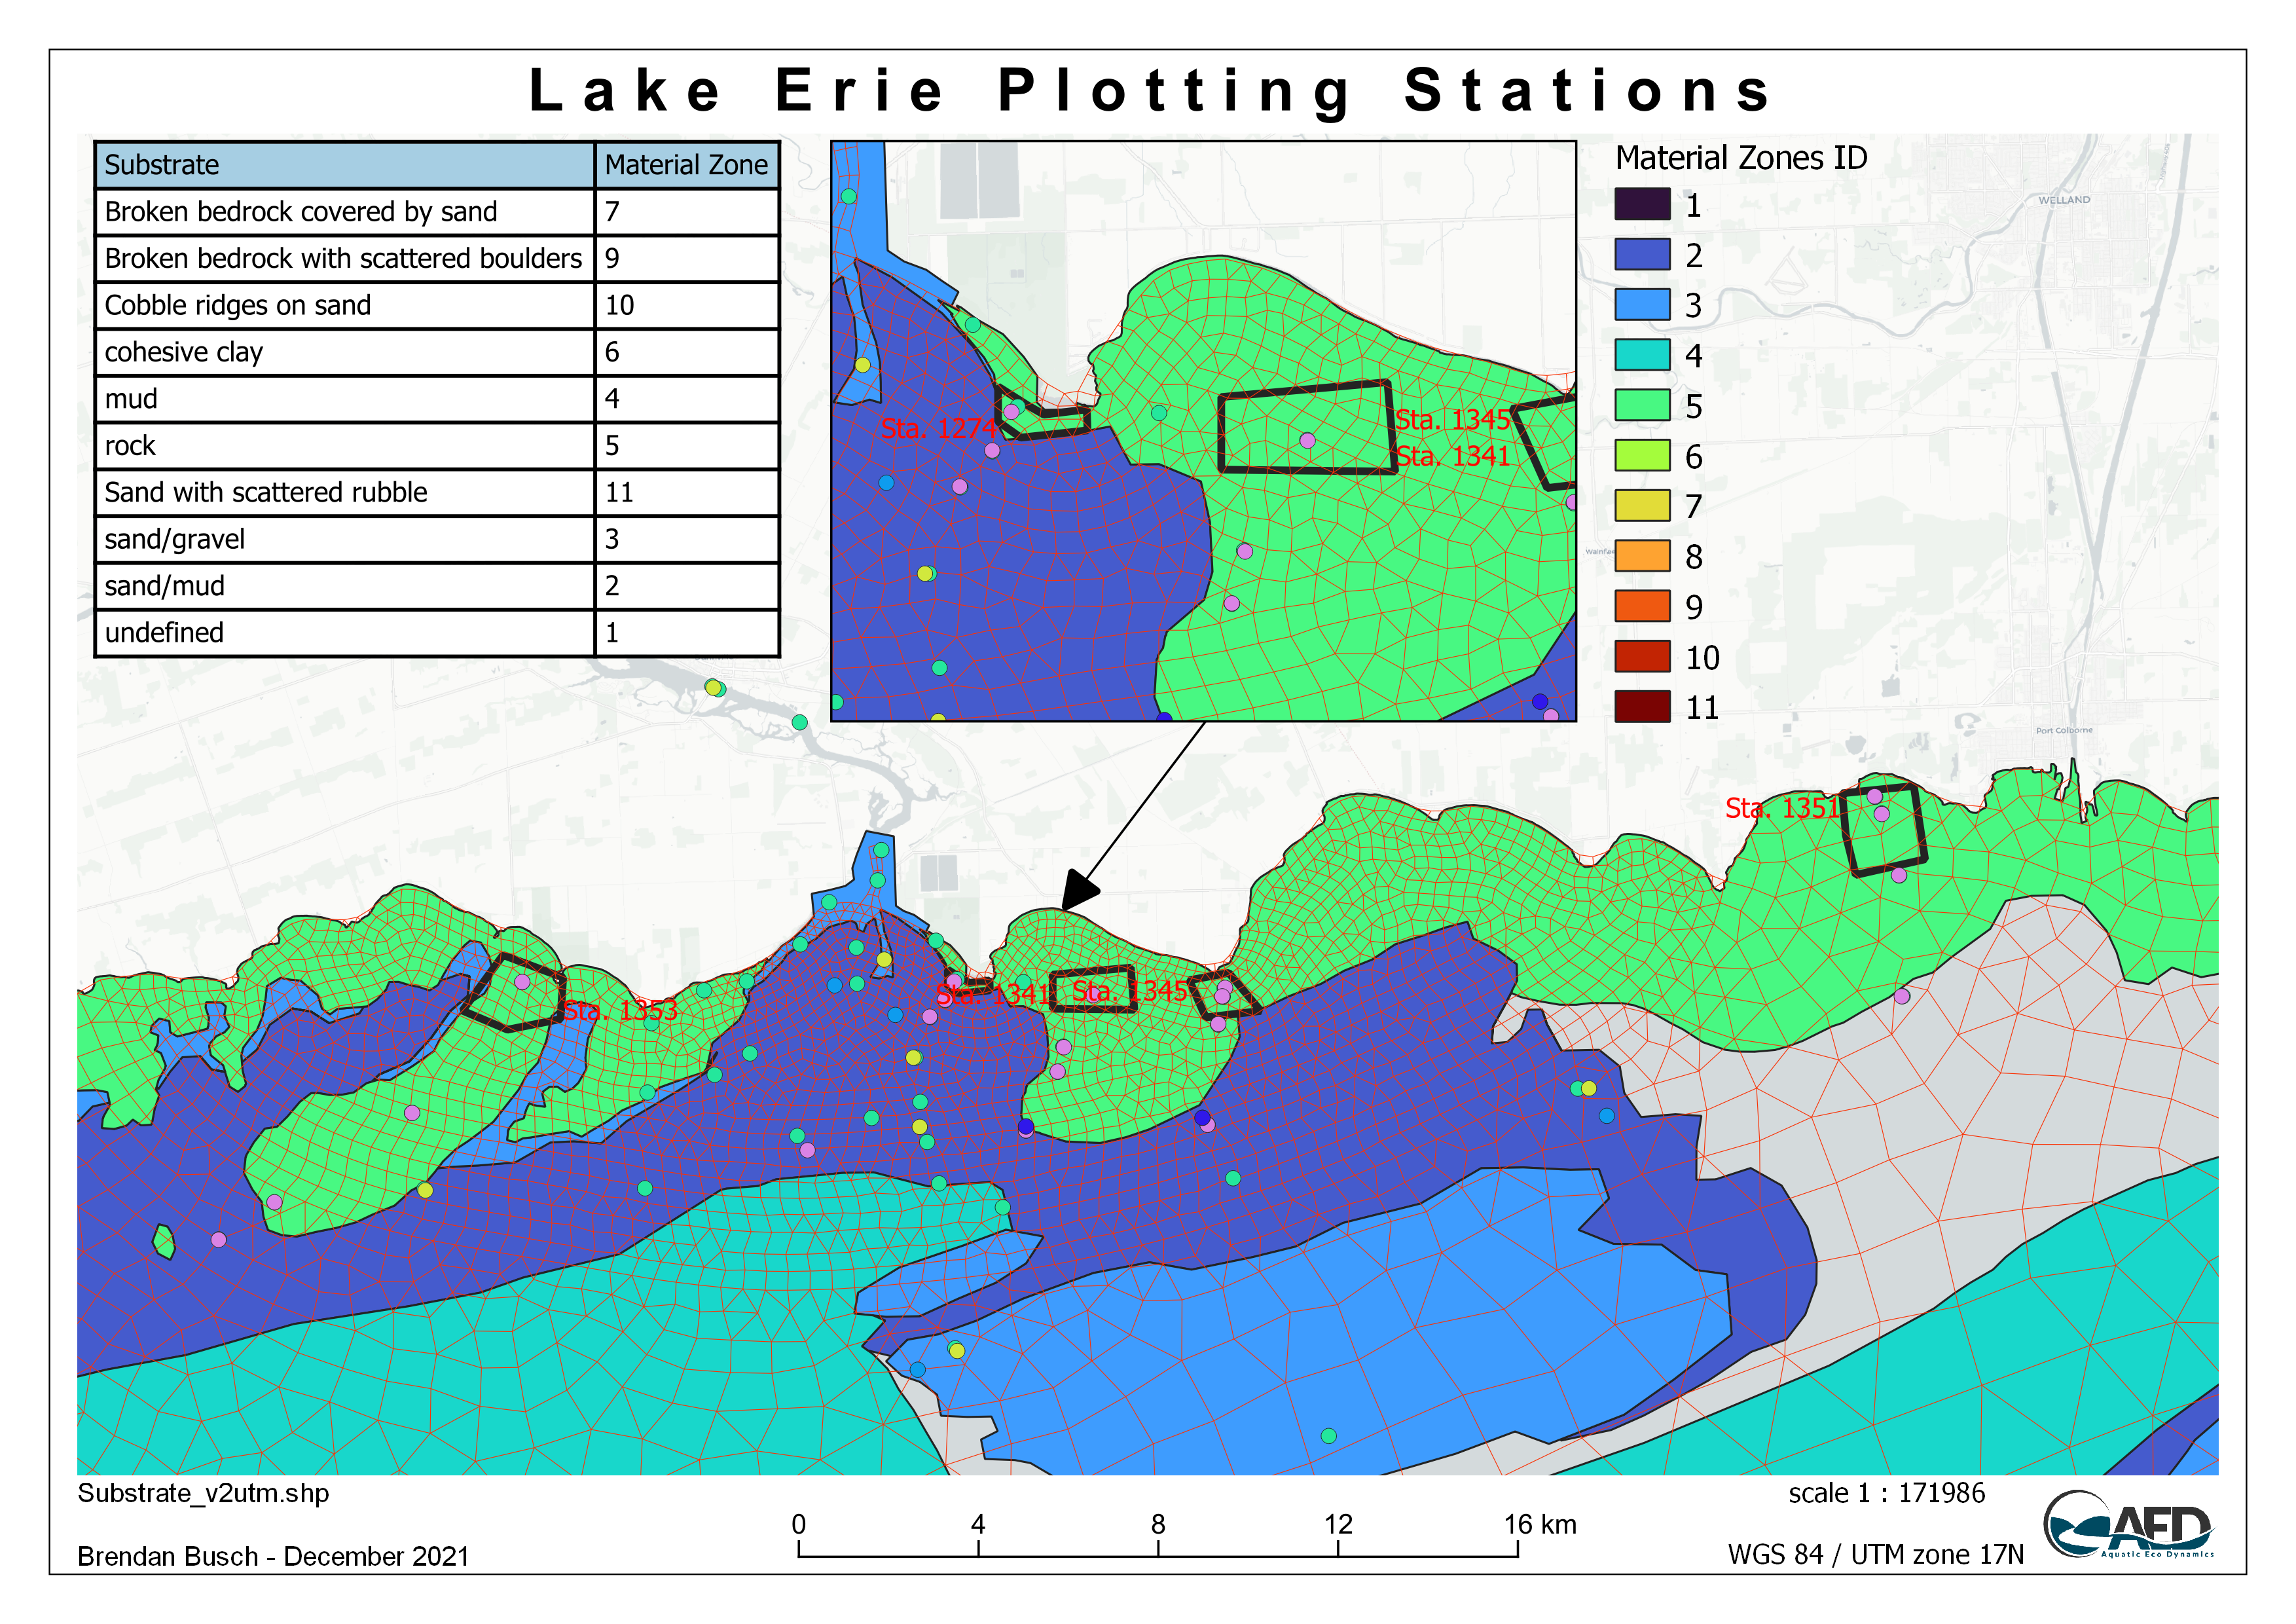 Lake Erie Plotting Stations
Substrate Material Zone
Broken bedrock covered by sand 7
Broken bedrock with scattered boulders 9
Cobble ridges on sand 10
cohesive clay 6
mud 4
rock 5
Sand with scattered rubble 11
sand/gravel 3
sand/mud 2
undefined 1
Sta. 1274
Sta. 1345
Sta. 1341
Material Zones ID
1
2
3
4
5
6
7
8
9
10
11
WELLAND
Port Colborne
Sta. 1351
Sta. 1353
Sta. 1341
Sta. 1345
Substrate_v2utm.shp
Brendan Busch - December 2021
0 4 8 12 16 km
scale 1 : 171986
WGS 84 / UTM zone 17N
AED
Aquatic Eco Dynamics